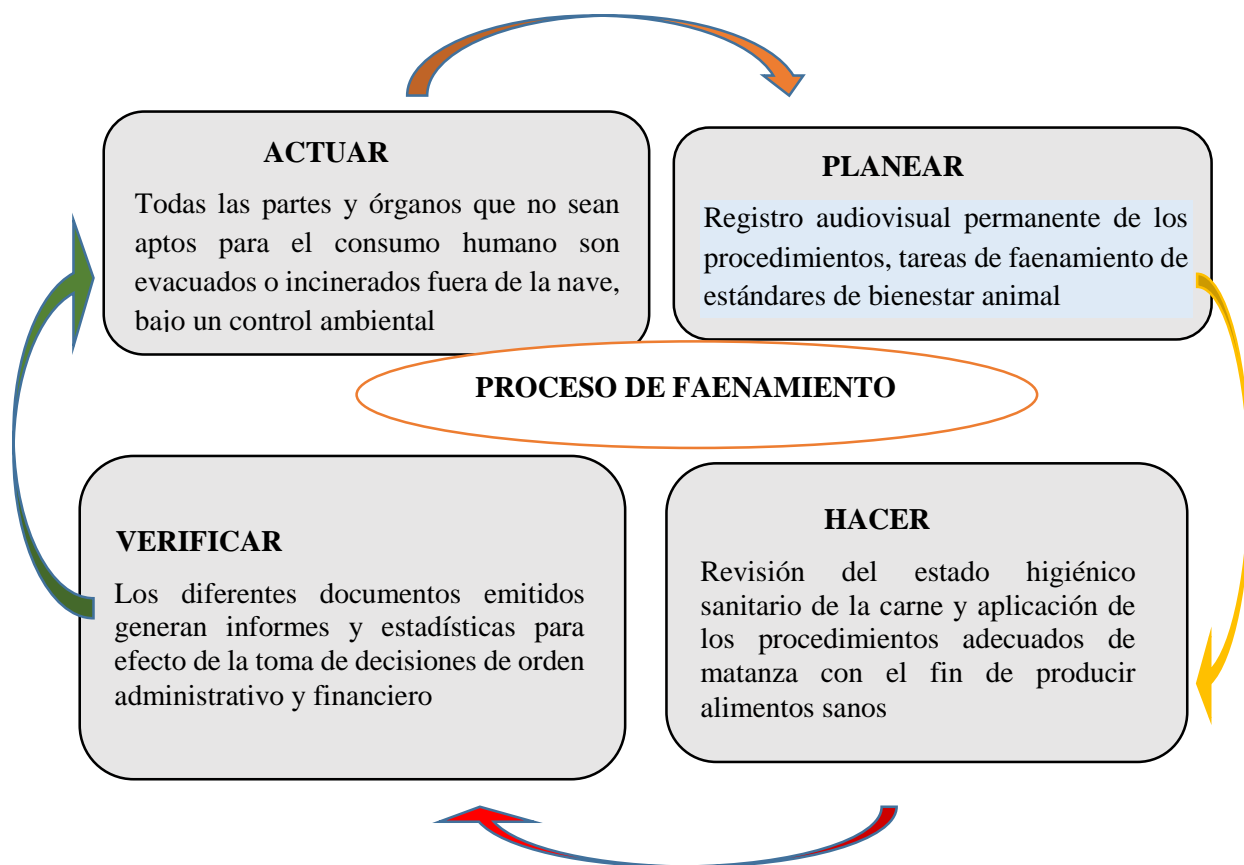 ACTUAR
Todas las partes y órganos que no sean
aptos para el consumo humano son
evacuados o incinerados fuera de la nave,
bajo un control ambiental
PLANEAR
Registro audiovisual permanente de los
procedimientos, tareas de faenamiento de
estándares de bienestar animal
PROCESO DE FAENAMIENTO
VERIFICAR
Los diferentes documentos emitidos
generan informes y estadísticas para
efecto de la toma de decisiones de orden
administrativo y financiero
HACER
Revisión del estado higiénico
sanitario de la carne y aplicación de
los procedimientos adecuados de
matanza con el fin de producir
alimentos sanos